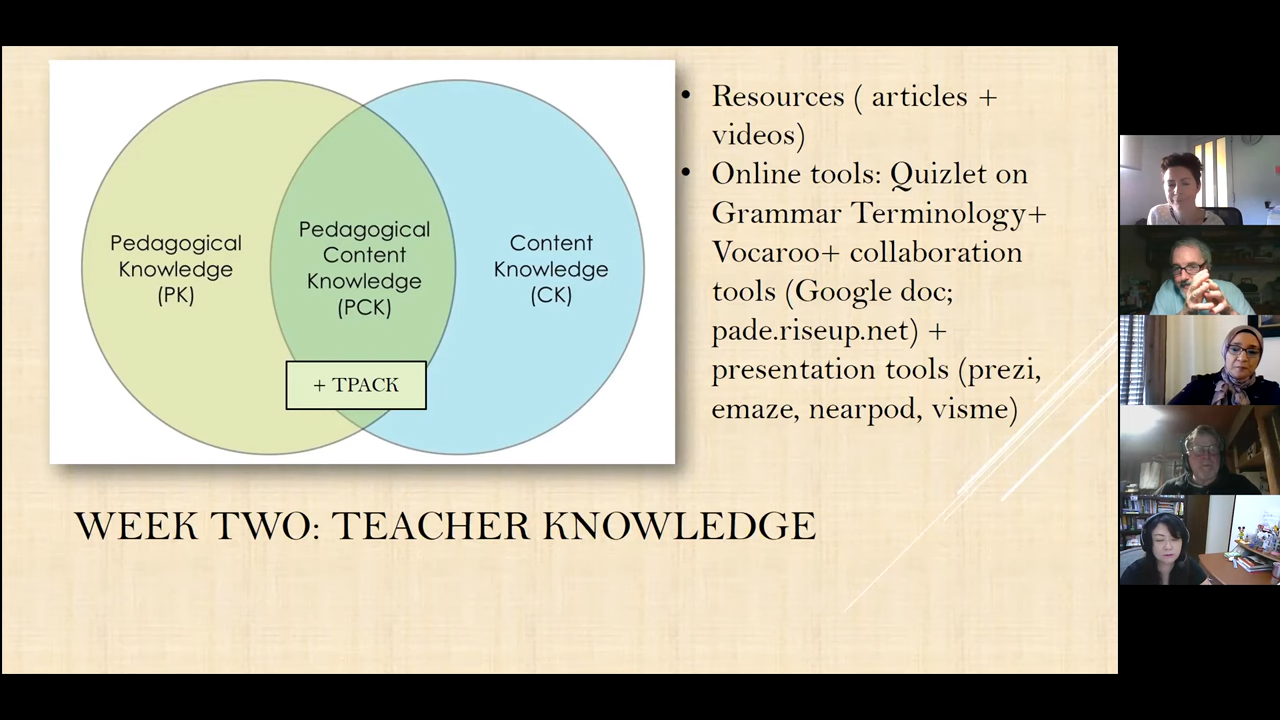 Pedagogical
Knowledge
(PK)
Pedagogical
Content
Knowledge
(PCK)
Content
Knowledge
(CK)
+ TPACK
• Resources ( articles +
videos)
• Online tools: Quizlet on
Grammar Terminology+
Vocaroo+ collaboration
tools (Google doc;
pade.riseup.net) +
presentation tools (prezi,
emaze, nearpod, visme)
WEEK TWO: TEACHER KNOWLEDGE